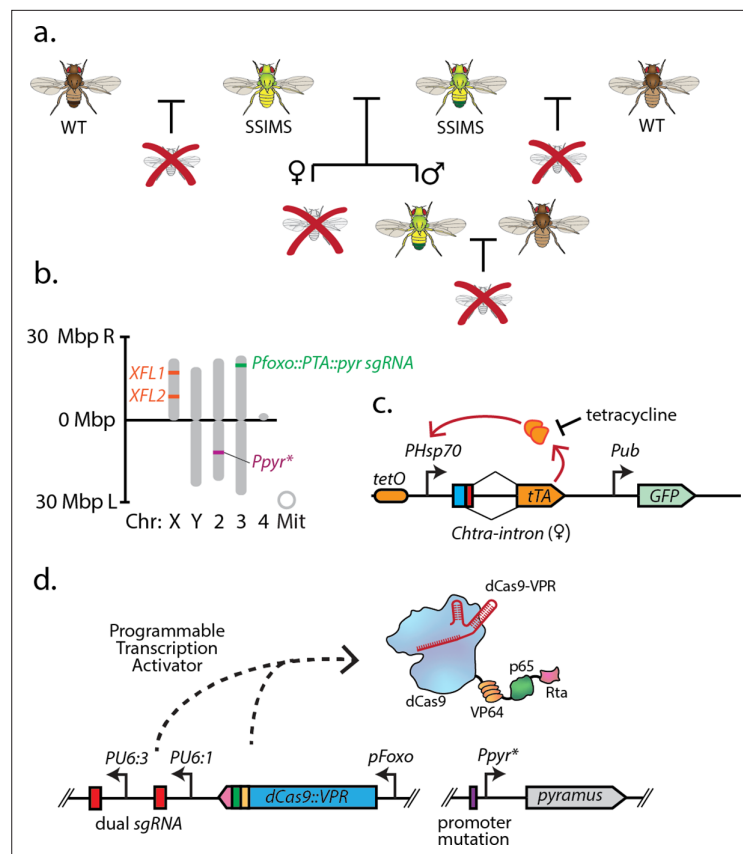 a.
WT
SSIMS
SSIMS
WT
♀
♂
b.
30 Mbp R
XFL1
Pfoxo::PTA::pyr sgRNA
XFL2
0 Mbp
Ppyr*
30 Mbp L
Chr: X Y 2 3 4 Mit
c.
tetracycline
PHsp70
Pub
tetO
tTA
GFP
Chtra-intron (♀)
d.
dCas9-VPR
Programmable
Transcription
Activator
p65
Rta
dCas9
VP64
PU6:3
PU6:1
pFoxo
Ppyr*
dCas9::VPR
pyramus
dual sgRNA
promoter
mutation